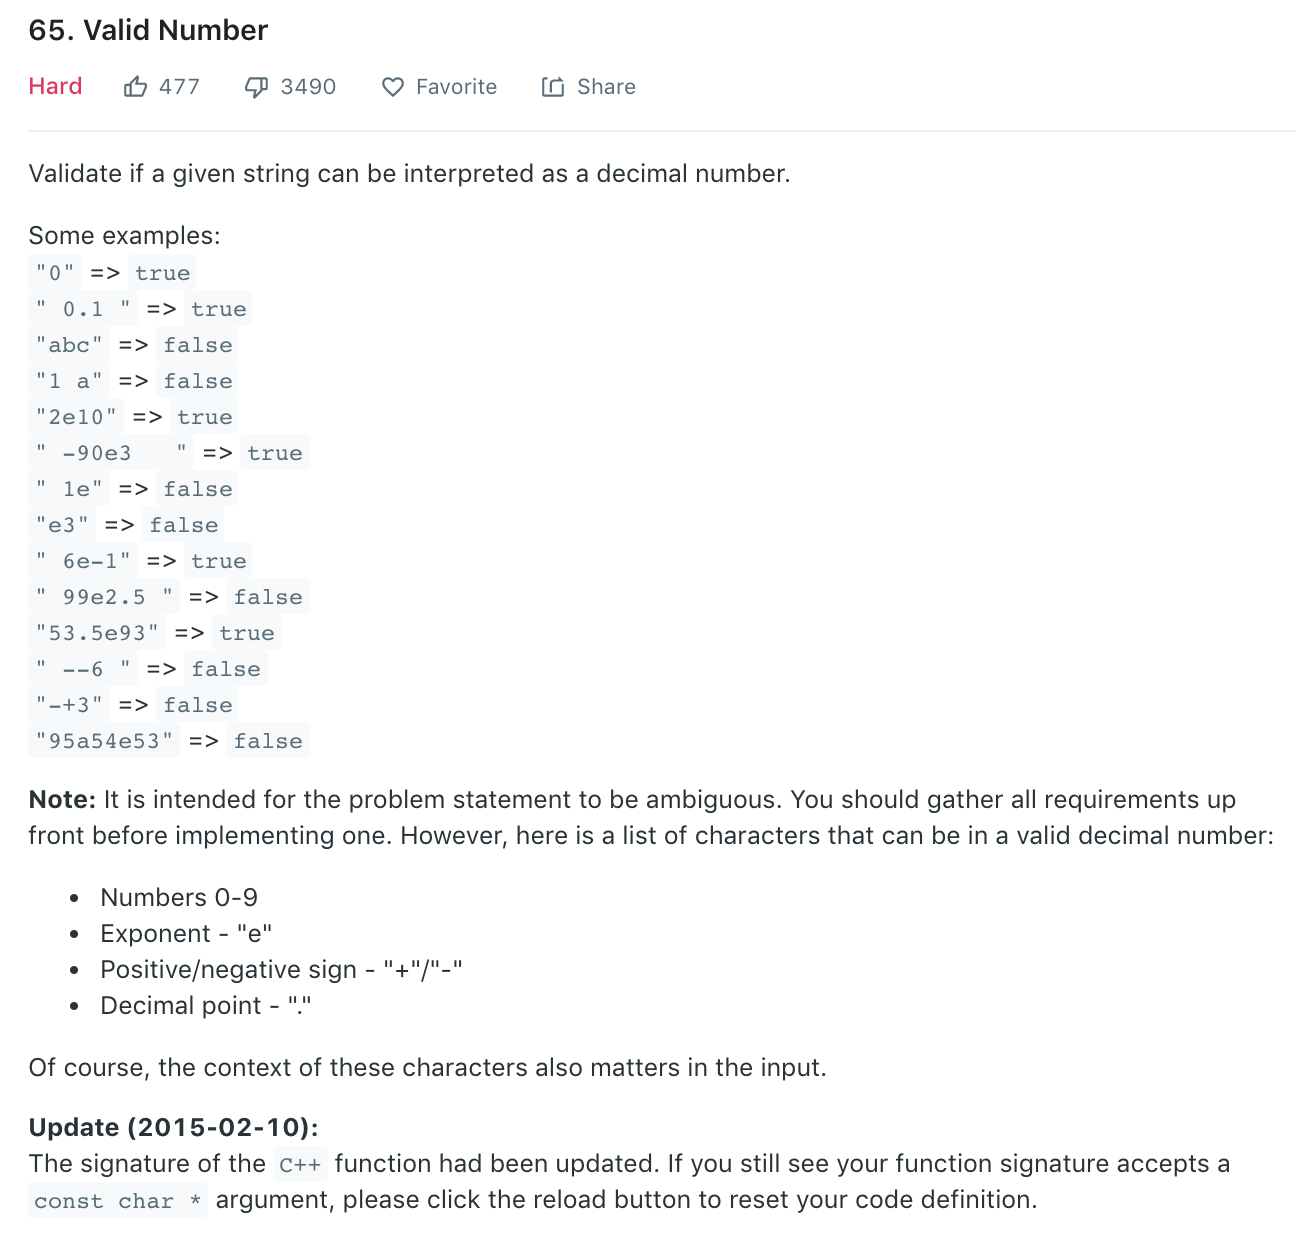 65. Valid Number
Hard 477 3490 Favorite Share
Validate if a given string can be interpreted as a decimal number.
Some examples:
"0" => true
" 0.1 " => true
"abc" => false
"1 a" => false
"2e10" => true
" -90e3   " => true
" 1e" => false
"e3" => false
" 6e-1" => true
" 99e2.5 " => false
"53.5e93" => true
" --6 " => false
"-+3" => false
"95a54e53" => false
Note: It is intended for the problem statement to be ambiguous. You should gather all requirements up
front before implementing one. However, here is a list of characters that can be in a valid decimal number:
• Numbers 0-9
• Exponent - "e"
• Positive/negative sign - "+"/"-"
• Decimal point - "."
Of course, the context of these characters also matters in the input.
Update (2015-02-10):
The signature of the C++ function had been updated. If you still see your function signature accepts a
const char * argument, please click the reload button to reset your code definition.